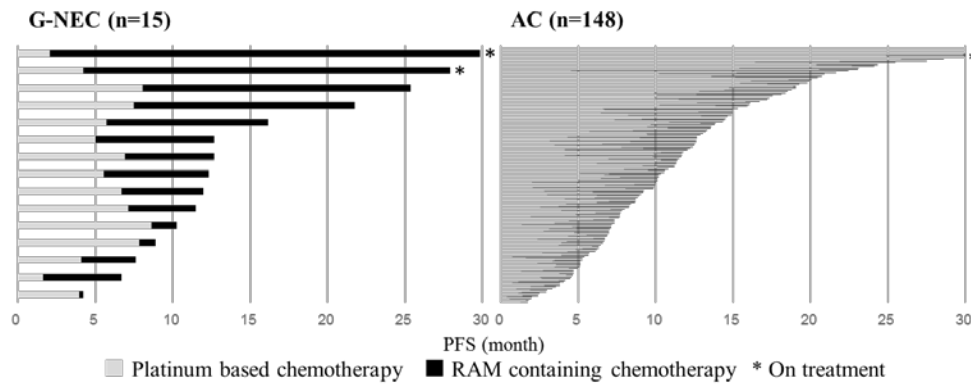 G-NEC (n=15)
AC (n=148)
*
*
*
0 5 10 15 20 25 30
0 5 10 15 20 25 30
PFS (month)
Platinum based chemotherapy RAM containing chemotherapy * On treatment